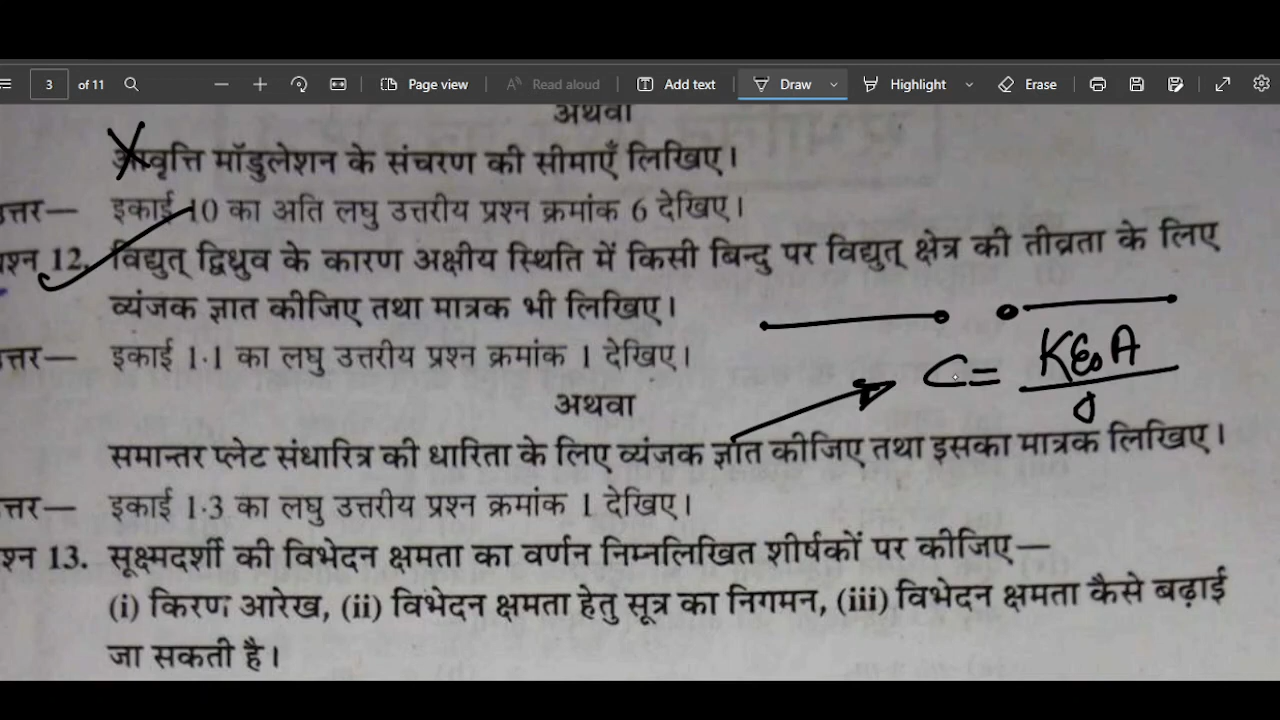 3 of 11 Page view Read aloud Add text Draw Highlight Erase
अथवा
आवृत्ति मॉडुलेशन के संचरण की सीमाएँ लिखिए।
त्तर— इकाई 10 का अति लघु उत्तरीय प्रश्न क्रमांक 6 देखिए।
श्न 12. विद्युत् द्विध्रुव के कारण अक्षीय स्थिति में किसी बिन्दु पर विद्युत् क्षेत्र की तीव्रता के लिए
व्यंजक ज्ञात कीजिए तथा मात्रक भी लिखिए।
त्तर— इकाई 1·1 का लघु उत्तरीय प्रश्न क्रमांक 1 देखिए।
C = Kε₀A / d
अथवा
समान्तर प्लेट संधारित्र की धारिता के लिए व्यंजक ज्ञात कीजिए तथा इसका मात्रक लिखिए।
त्तर— इकाई 1·3 का लघु उत्तरीय प्रश्न क्रमांक 1 देखिए।
श्न 13. सूक्ष्मदर्शी की विभेदन क्षमता का वर्णन निम्नलिखित शीर्षकों पर कीजिए—
(i) किरण आरेख, (ii) विभेदन क्षमता हेतु सूत्र का निगमन, (iii) विभेदन क्षमता कैसे बढ़ाई
जा सकती है।